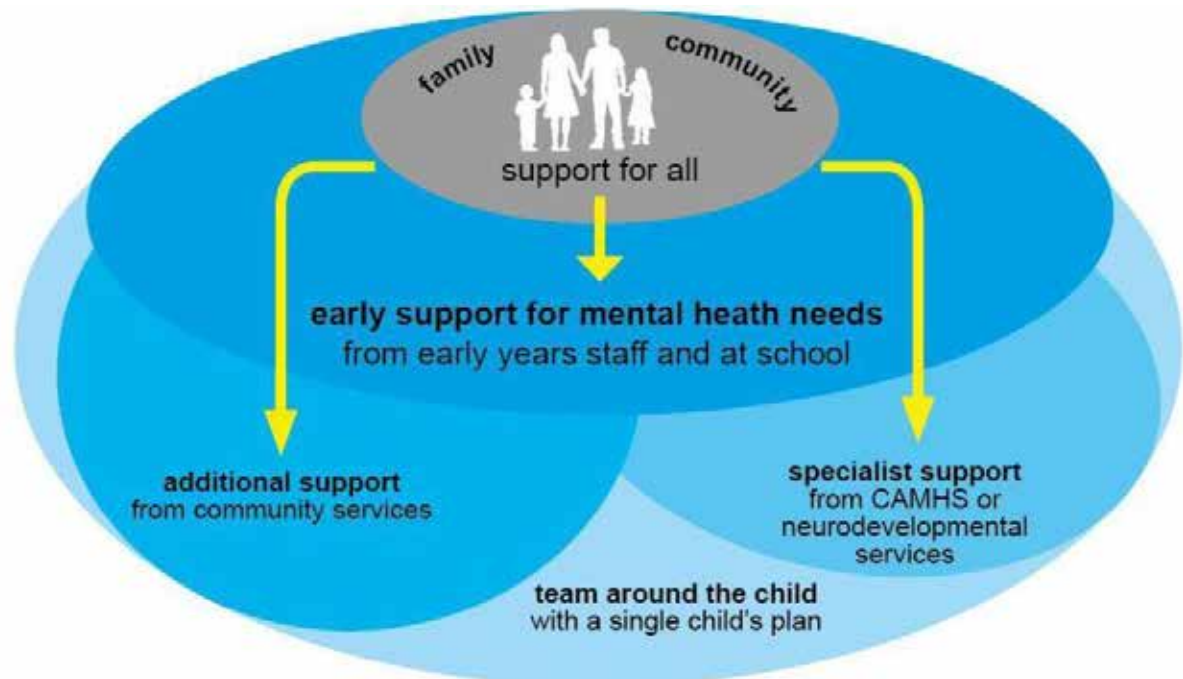 family
community
support for all
early support for mental heath needs
from early years staff and at school
additional support
from community services
specialist support
from CAMHS or
neurodevelopmental
services
team around the child
with a single child's plan